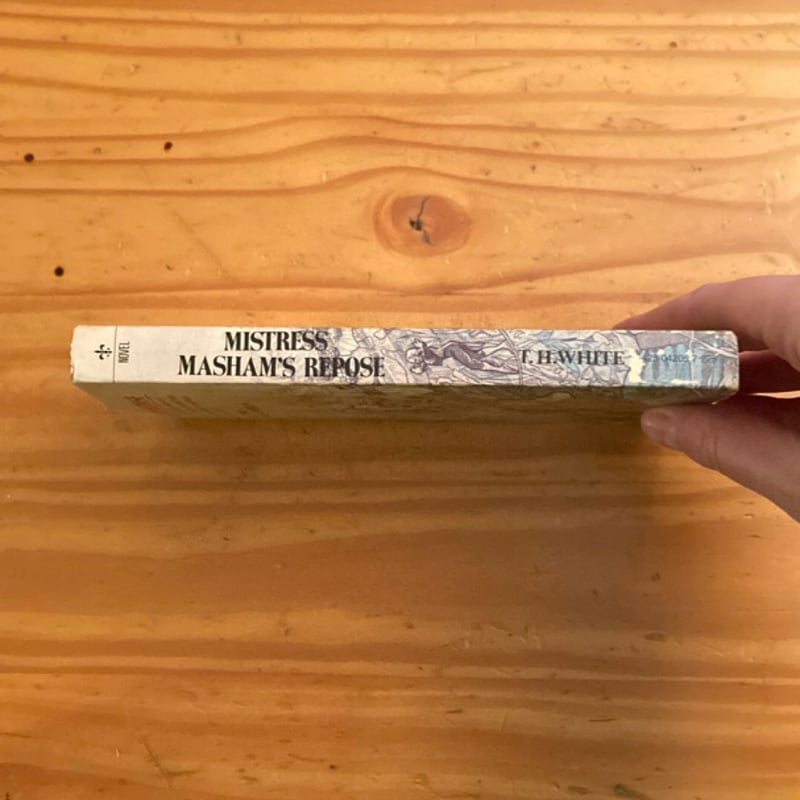 NOVEL
MISTRESS
MASHAM'S REPOSE
T. H. WHITE